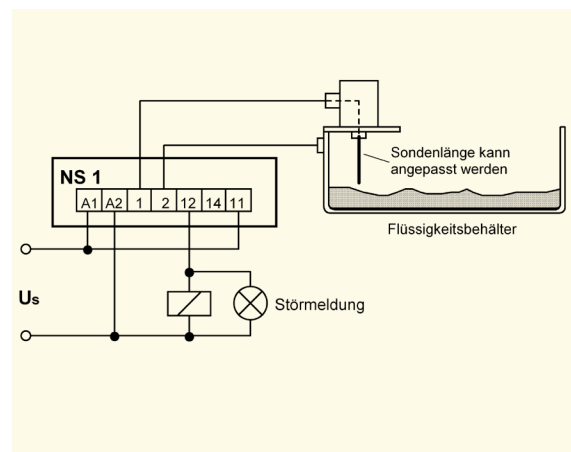 Sondenlänge kann
angepasst werden
NS 1
A1 A2 1 2 12 14 11
Flüssigkeitsbehälter
Us
Störmeldung